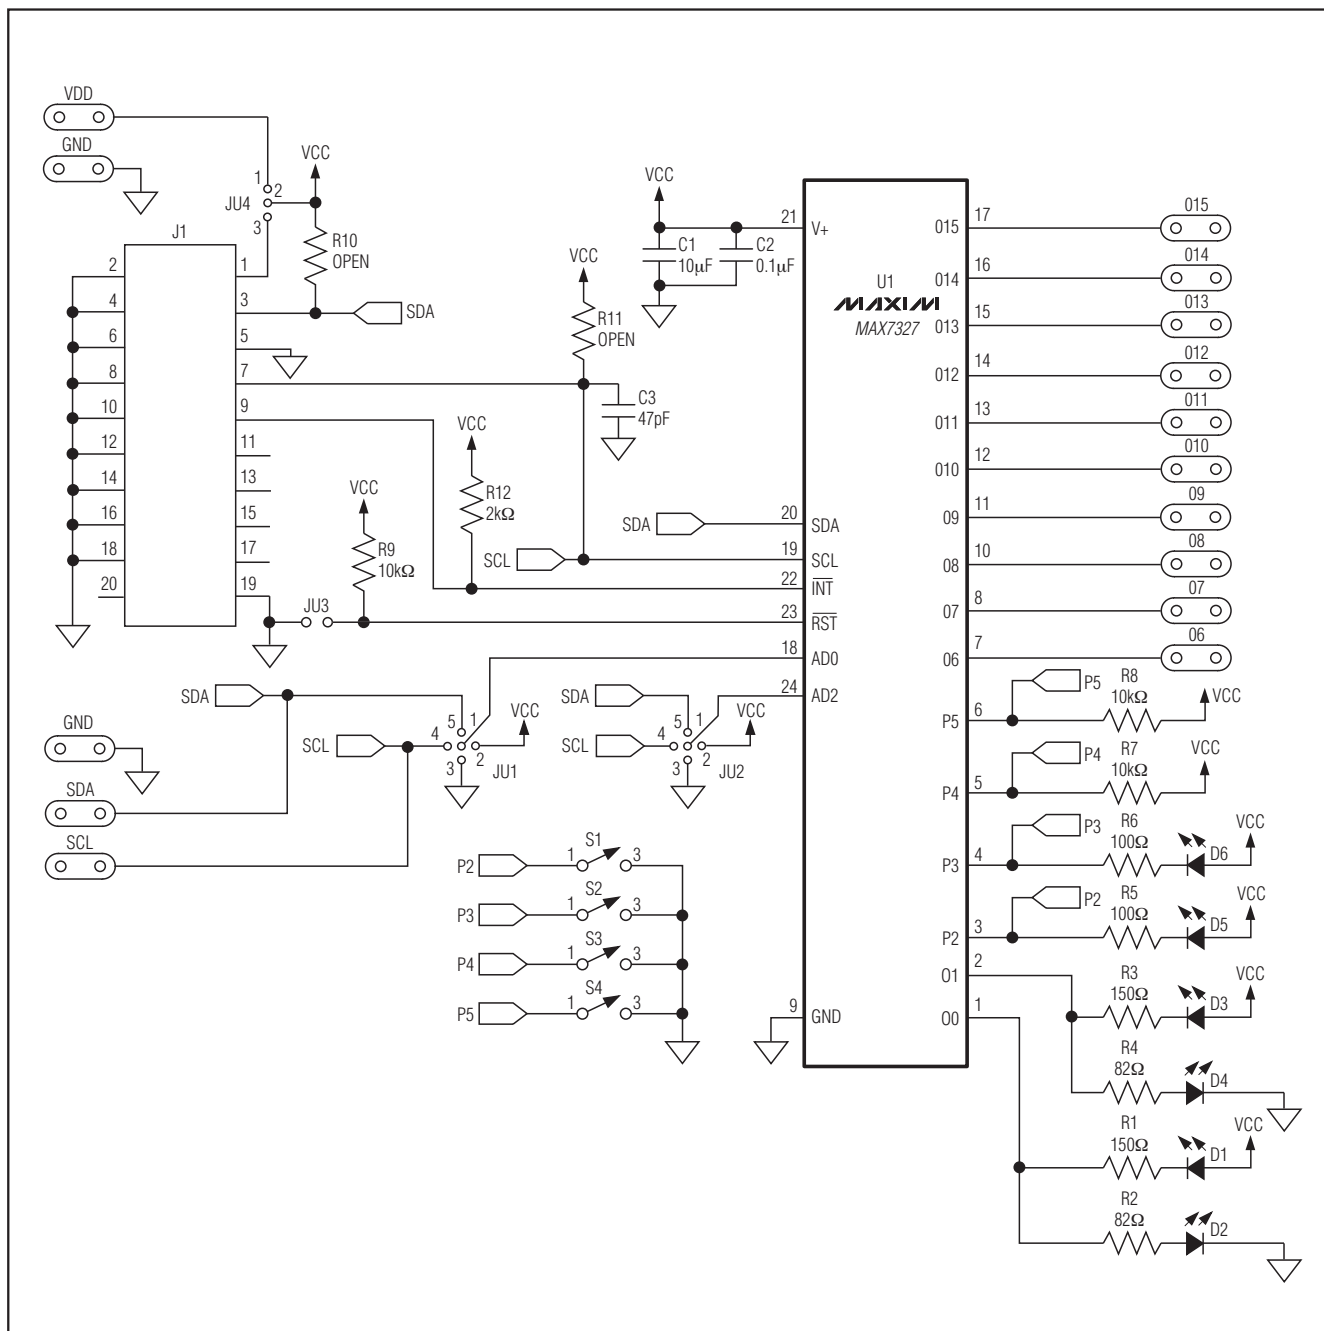 VDD
GND
VCC
1
2
JU4
3
R10
OPEN
SDA
J1
2
4
6
8
10
12
14
16
18
20
1
3
5
7
9
11
13
15
17
19
VCC
R11
OPEN
C3
47pF
VCC
R12
2kΩ
VCC
R9
10kΩ
JU3
VCC
C1
10μF
C2
0.1μF
SDA
SCL
21
20
19
22
23
18
24
9
V+
SDA
SCL
INT
RST
AD0
AD2
GND
U1
MAXIM
MAX7327
O15
O14
O13
O12
O11
O10
O9
O8
O7
O6
P5
P4
P3
P2
O1
O0
17
16
15
14
13
12
11
10
8
7
6
5
4
3
2
1
O15
O14
O13
O12
O11
O10
O9
O8
O7
O6
P5
R8
10kΩ
VCC
P4
R7
10kΩ
VCC
P3
R6
100Ω
D6
VCC
P2
R5
100Ω
D5
VCC
R3
150Ω
D3
VCC
R4
82Ω
D4
R1
150Ω
D1
VCC
R2
82Ω
D2
SDA
SCL
5
1
4
2
3
VCC
JU1
SDA
SCL
5
1
4
2
3
VCC
JU2
GND
SDA
SCL
P2
1
S1
3
P3
1
S2
3
P4
1
S3
3
P5
1
S4
3